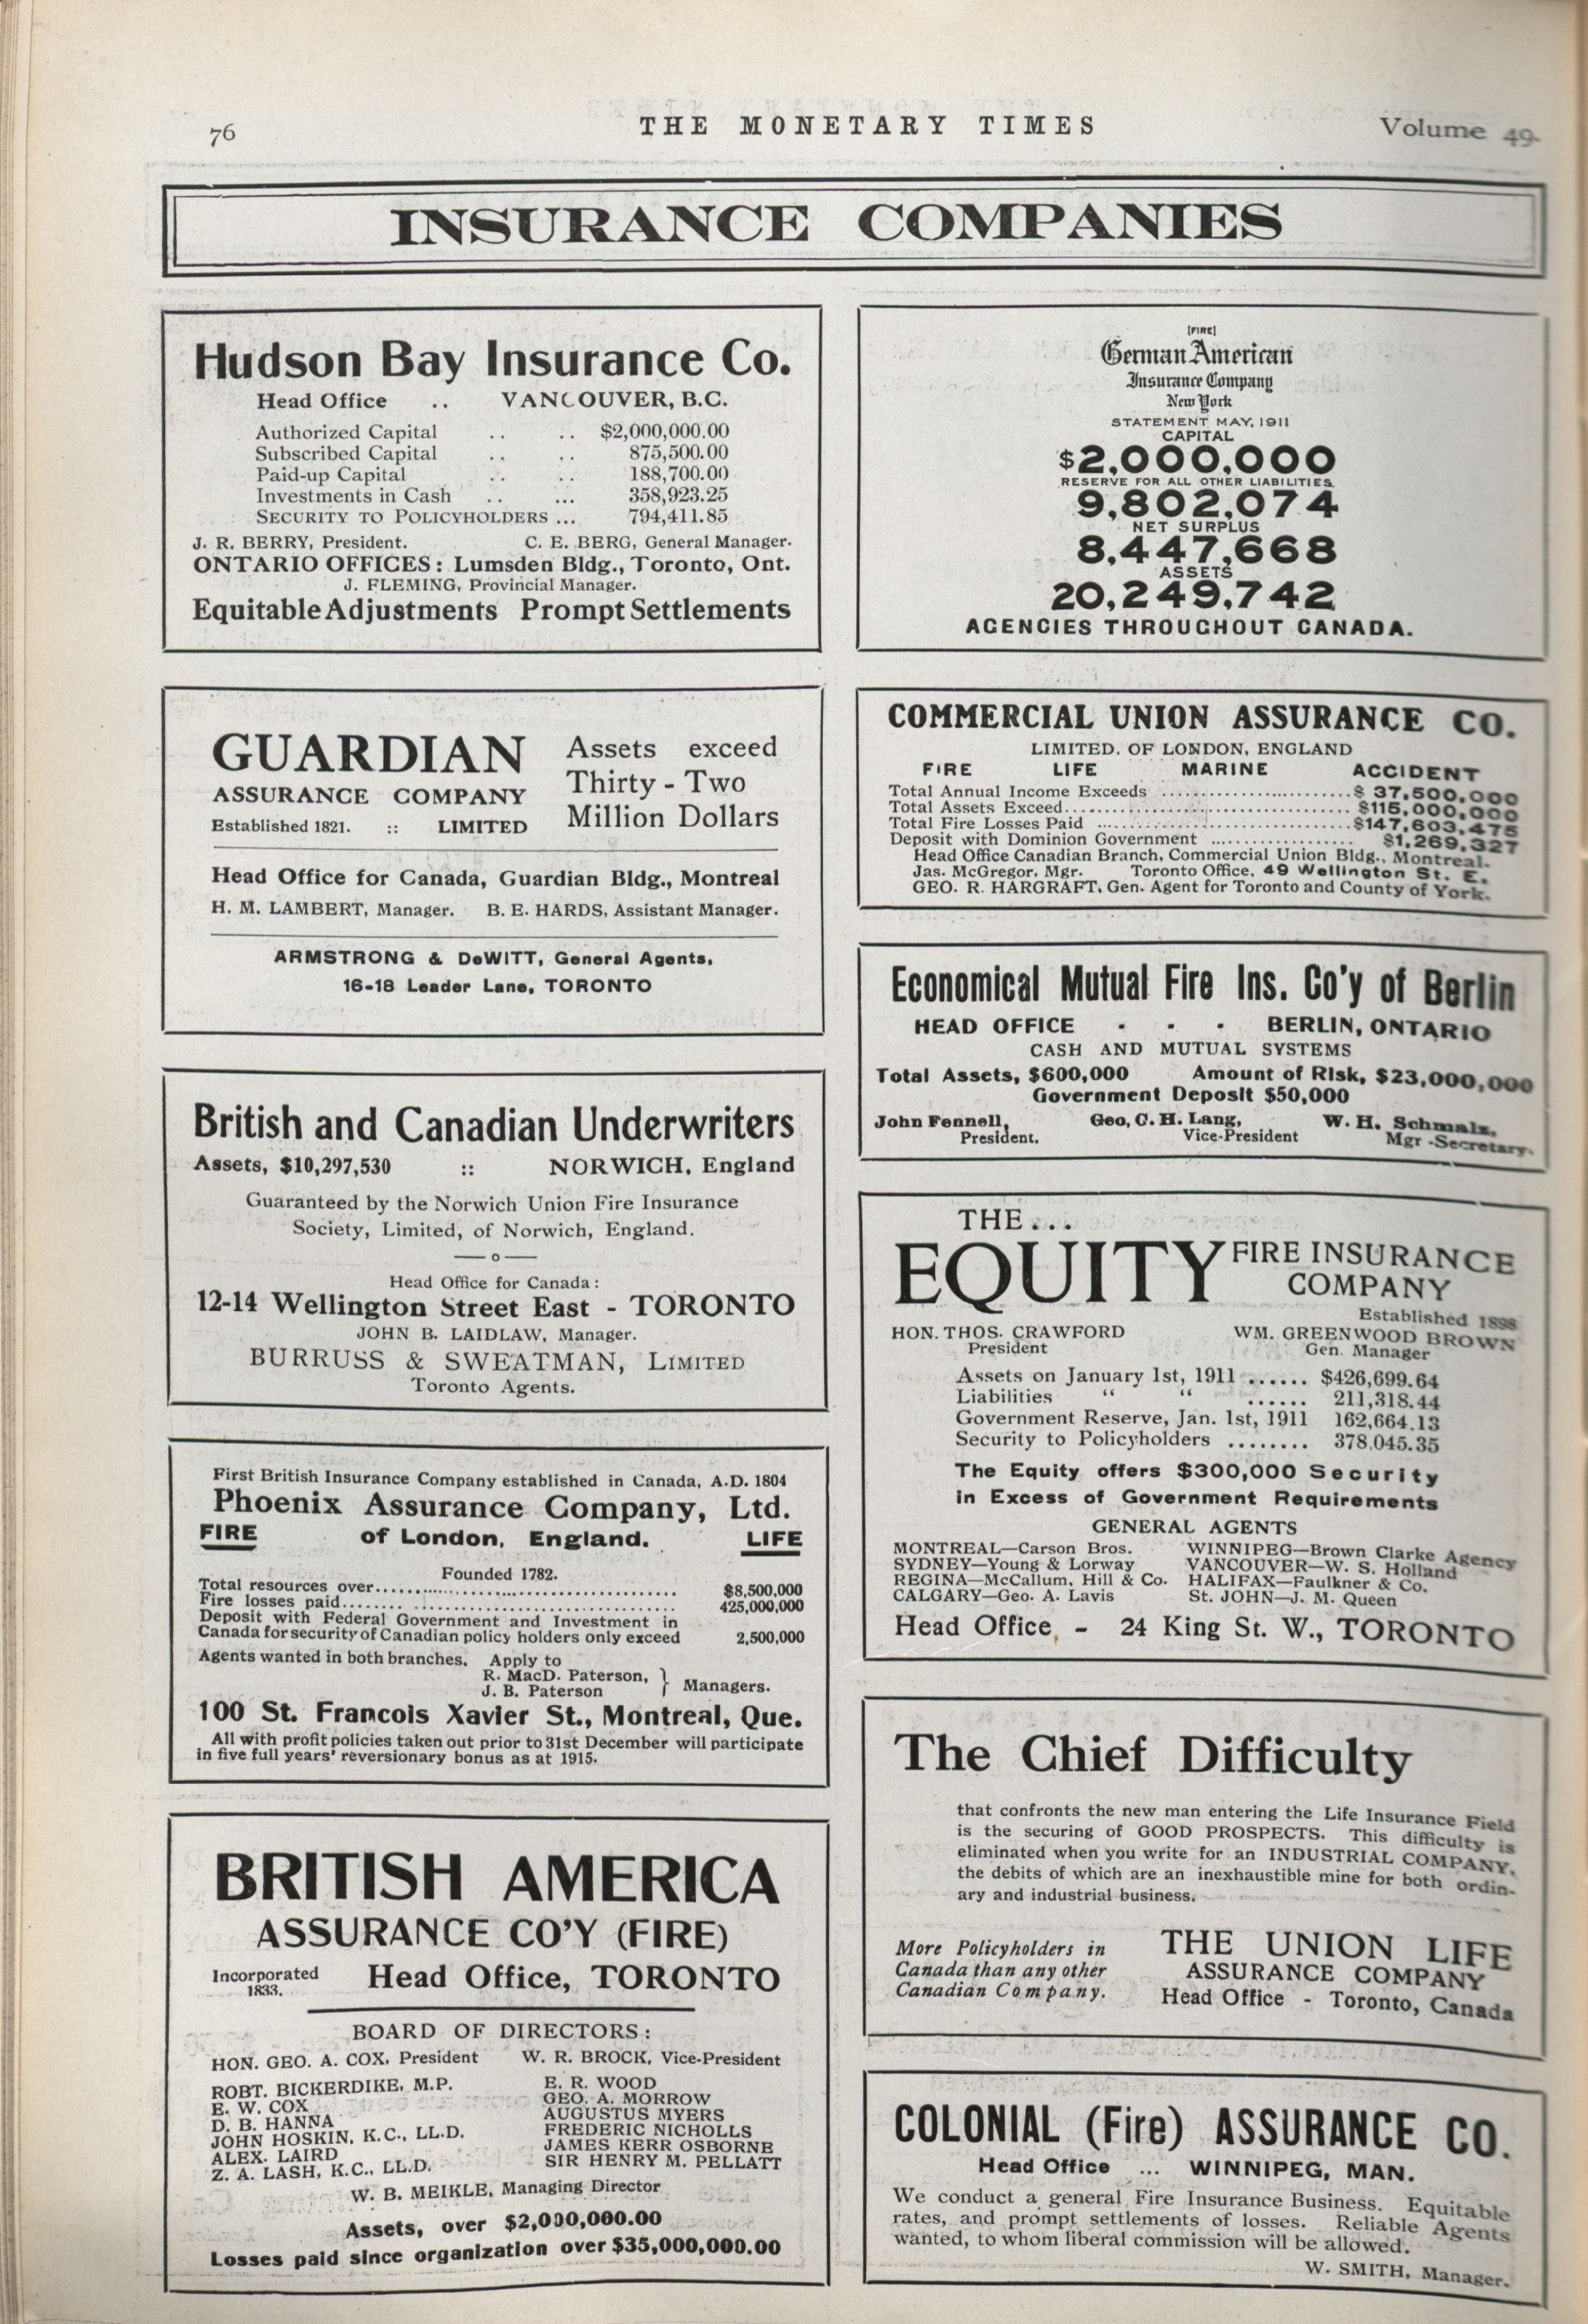 76
THE MONETARY TIMES
Volume 49.
INSURANCE COMPANIES
Hudson Bay Insurance Co.
Head Office .. VANCOUVER, B.C.
Authorized Capital .. .. $2,000,000.00
Subscribed Capital .. .. 875,500.00
Paid-up Capital .. .. 188,700.00
Investments in Cash .. ... 358,923.25
SECURITY TO POLICYHOLDERS ... 794,411.85
J. R. BERRY, President. C. E. BERG, General Manager.
ONTARIO OFFICES: Lumsden Bldg., Toronto, Ont.
J. FLEMING, Provincial Manager.
Equitable Adjustments Prompt Settlements
GUARDIAN
ASSURANCE COMPANY
Established 1821. :: LIMITED
Assets exceed
Thirty - Two
Million Dollars
Head Office for Canada, Guardian Bldg., Montreal
H. M. LAMBERT, Manager. B. E. HARDS, Assistant Manager.
ARMSTRONG & DeWITT, General Agents,
16-18 Leader Lane, TORONTO
British and Canadian Underwriters
Assets, $10,297,530 :: NORWICH, England
Guaranteed by the Norwich Union Fire Insurance
Society, Limited, of Norwich, England.
—o—
Head Office for Canada:
12-14 Wellington Street East - TORONTO
JOHN B. LAIDLAW, Manager.
BURRUSS & SWEATMAN, LIMITED
Toronto Agents.
First British Insurance Company established in Canada, A.D. 1804
Phoenix Assurance Company, Ltd.
FIRE of London, England. LIFE
Founded 1782.
Total resources over.......................................... $8,500,000
Fire losses paid........ ..................................... 425,000,000
Deposit with Federal Government and Investment in
Canada for security of Canadian policy holders only exceed 2,500,000
Agents wanted in both branches. Apply to
R. MacD. Paterson,
J. B. Paterson } Managers.
100 St. Francois Xavier St., Montreal, Que.
All with profit policies taken out prior to 31st December will participate
in five full years' reversionary bonus as at 1915.
BRITISH AMERICA
ASSURANCE CO'Y (FIRE)
Incorporated
1833.
Head Office, TORONTO
BOARD OF DIRECTORS:
HON. GEO. A. COX, President W. R. BROCK, Vice-President
ROBT. BICKERDIKE, M.P.
E. W. COX
D. B. HANNA
JOHN HOSKIN, K.C., LL.D.
ALEX. LAIRD
Z. A. LASH, K.C., LL.D.
E. R. WOOD
GEO. A. MORROW
AUGUSTUS MYERS
FREDERIC NICHOLLS
JAMES KERR OSBORNE
SIR HENRY M. PELLATT
W. B. MEIKLE, Managing Director
Assets, over $2,000,000.00
Losses paid since organization over $35,000,000.00
[FIRE]
German American
Insurance Company
New York
STATEMENT MAY, 1911
CAPITAL
$2,000,000
RESERVE FOR ALL OTHER LIABILITIES
9,802,074
NET SURPLUS
8,447,668
ASSETS
20,249,742
AGENCIES THROUGHOUT CANADA.
COMMERCIAL UNION ASSURANCE CO.
LIMITED. OF LONDON, ENGLAND
FIRE LIFE MARINE ACCIDENT
Total Annual Income Exceeds ........................... $ 37,500,000
Total Assets Exceed........................................ $115,000,000
Total Fire Losses Paid ..................................... $147,603,475
Deposit with Dominion Government .................. $1,269,327
Head Office Canadian Branch, Commercial Union Bldg., Montreal.
Jas. McGregor, Mgr. Toronto Office, 49 Wellington St. E.
GEO. R. HARGRAFT, Gen. Agent for Toronto and County of York.
Economical Mutual Fire Ins. Co'y of Berlin
HEAD OFFICE - - - BERLIN, ONTARIO
CASH AND MUTUAL SYSTEMS
Total Assets, $600,000 Amount of Risk, $23,000,000
Government Deposit $50,000
John Fennell, Geo. C. H. Lang, W. H. Schmalz,
President. Vice-President Mgr -Secretary.
THE...
EQUITY FIRE INSURANCE
COMPANY
Established 1898
HON. THOS. CRAWFORD WM. GREENWOOD BROWN
President Gen. Manager
Assets on January 1st, 1911 ...... $426,699.64
Liabilities " " ...... 211,318.44
Government Reserve, Jan. 1st, 1911 162,664.13
Security to Policyholders ........ 378,045.35
The Equity offers $300,000 Security
in Excess of Government Requirements
GENERAL AGENTS
MONTREAL—Carson Bros. WINNIPEG—Brown Clarke Agency
SYDNEY—Young & Lorway VANCOUVER—W. S. Holland
REGINA—McCallum, Hill & Co. HALIFAX—Faulkner & Co.
CALGARY—Geo. A. Lavis St. JOHN—J. M. Queen
Head Office, - 24 King St. W., TORONTO
The Chief Difficulty
that confronts the new man entering the Life Insurance Field
is the securing of GOOD PROSPECTS. This difficulty is
eliminated when you write for an INDUSTRIAL COMPANY,
the debits of which are an inexhaustible mine for both ordin-
ary and industrial business.
More Policyholders in
Canada than any other
Canadian Company.
THE UNION LIFE
ASSURANCE COMPANY
Head Office - Toronto, Canada
COLONIAL (Fire) ASSURANCE CO.
Head Office ... WINNIPEG, MAN.
We conduct a general Fire Insurance Business. Equitable
rates, and prompt settlements of losses. Reliable Agents
wanted, to whom liberal commission will be allowed.
W. SMITH, Manager.